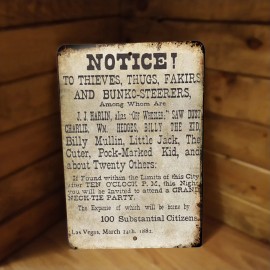 NOTICE!
TO THIEVES, THUGS, FAKIRS
AND BUNKO-STEERERS,
Among Whom Are
J. J. HARLIN, alias "OFF WHEELER;" SAW DUST
CHARLIE, WM. HEDGES, BILLY THE KID,
Billy Mullin, Little Jack, The
Cuter, Pock-Marked Kid, and
about Twenty Others:
If Found within the Limits of this City
after TEN O'CLOCK P. M., this Night,
you will be Invited to attend a GRAND
NECK TIE PARTY,
The Expense of which will be borne by
100 Substantial Citizens.
Las Vegas, March 24th, 1882.